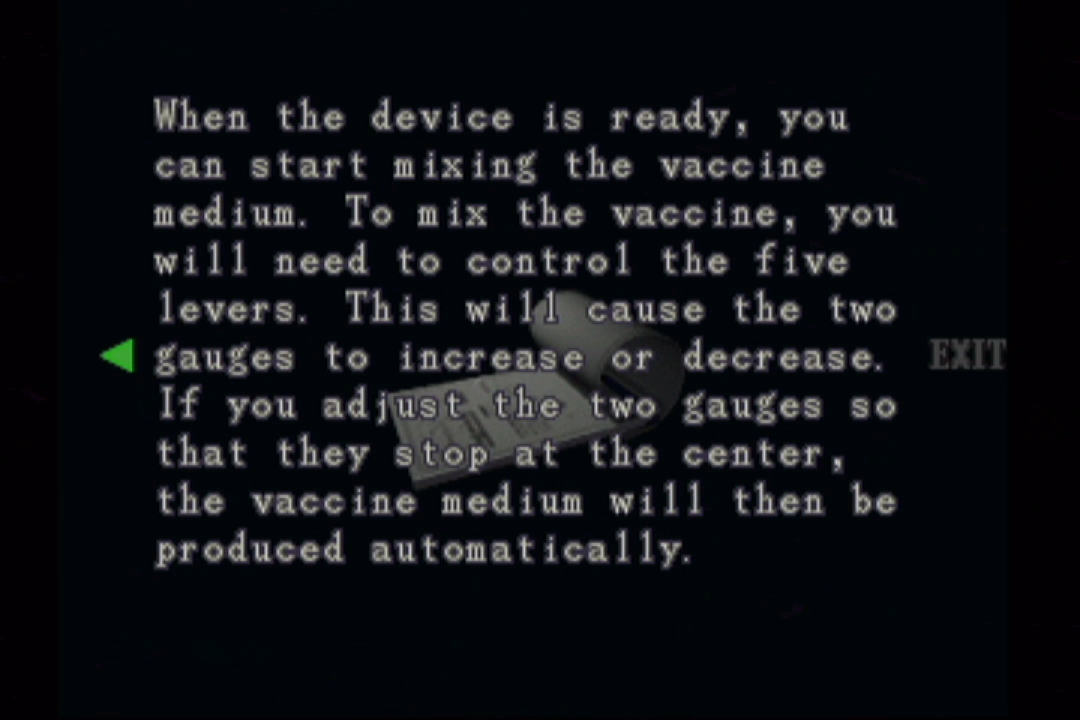 When the device is ready, you
can start mixing the vaccine
medium. To mix the vaccine, you
will need to control the five
levers. This will cause the two
gauges to increase or decrease.
EXIT
If you adjust the two gauges so
that they stop at the center,
the vaccine medium will then be
produced automatically.